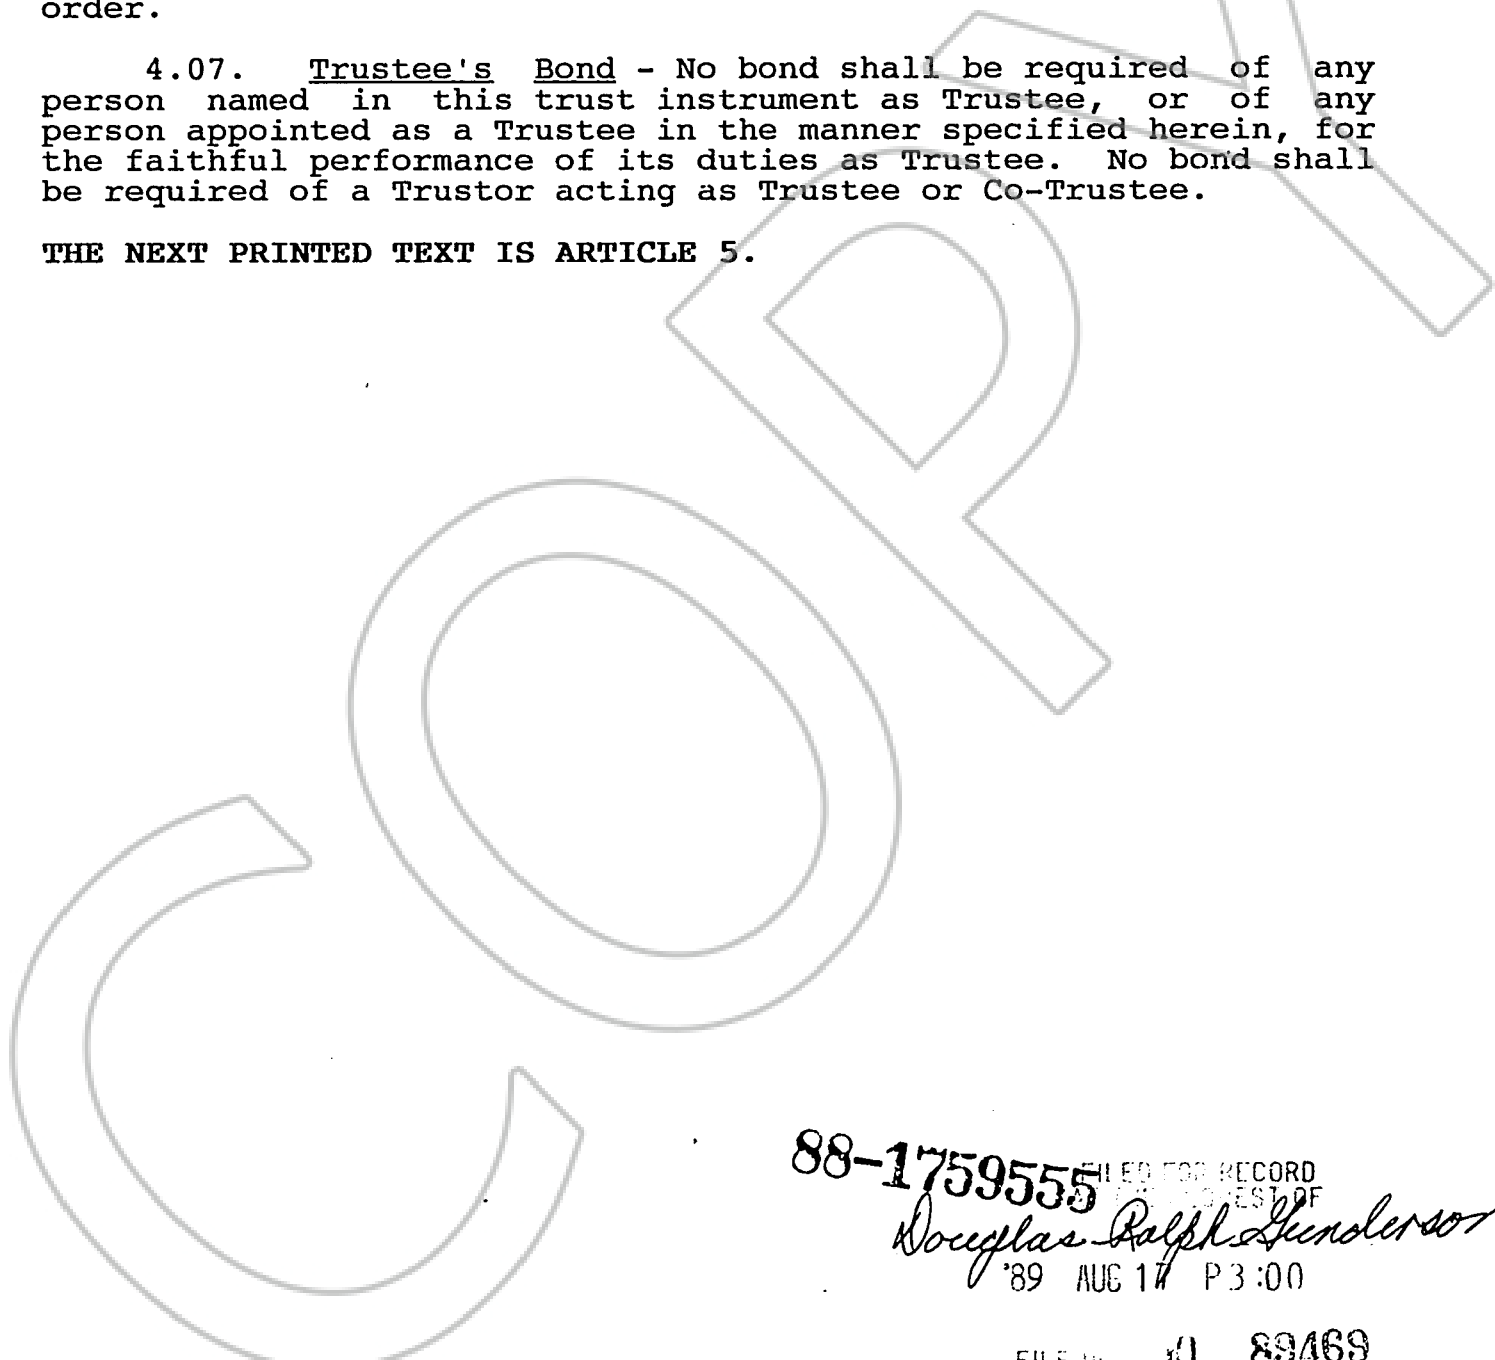 order.
4.07. Trustee's Bond - No bond shall be required of any
person named in this trust instrument as Trustee, or of any
person appointed as a Trustee in the manner specified herein, for
the faithful performance of its duties as Trustee. No bond shall
be required of a Trustor acting as Trustee or Co-Trustee.
THE NEXT PRINTED TEXT IS ARTICLE 5.
COPY
88-1759555
FILED FOR RECORD
REQUEST OF
Douglas Ralph Gunderson
'89 AUG 17 P3:00
FILE 89469